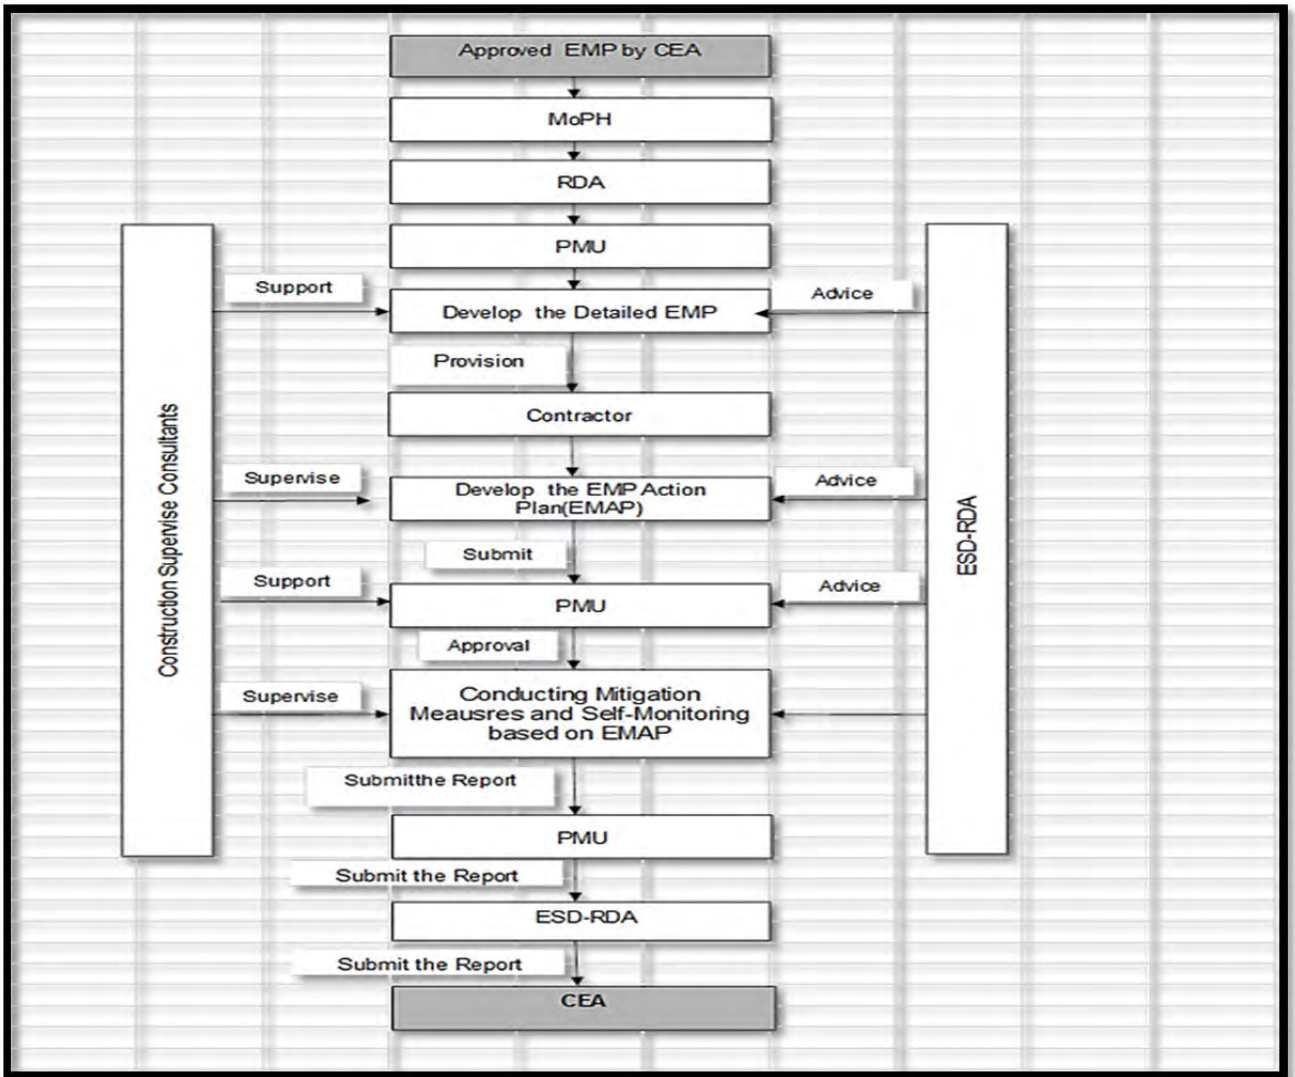 Approved EMP by CEA
MoPH
RDA
PMU
Support
Advice
Develop the Detailed EMP
Provision
Contractor
Supervise
Advice
Develop the EMP Action
Plan(EMAP)
Submit
Support
Advice
PMU
Approval
Supervise
Conducting Mitigation
Meausres and Self-Monitoring
based on EMAP
Submitthe Report
PMU
Submit the Report
ESD-RDA
Submit the Report
CEA
Construction Supervise Consultants
ESD-RDA